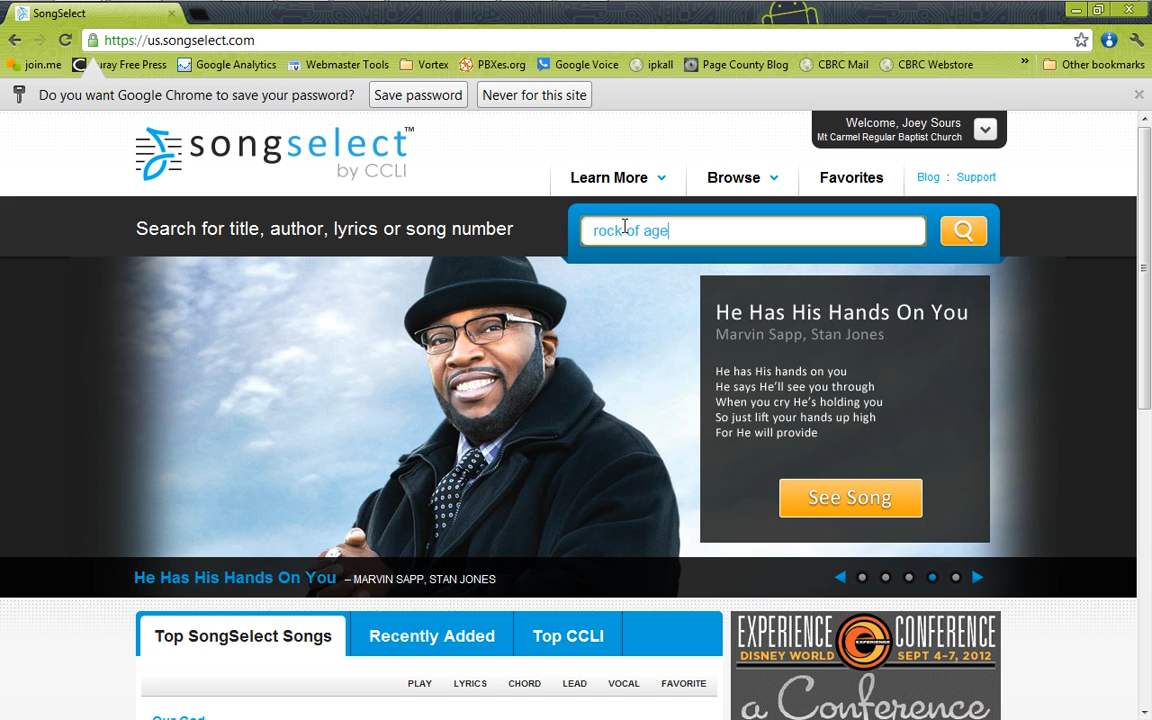 SongSelect
https://us.songselect.com
join.me
uray Free Press
Google Analytics
Webmaster Tools
Vortex
PBXes.org
Google Voice
ipkall
Page County Blog
CBRC Mail
CBRC Webstore
»
Other bookmarks
Do you want Google Chrome to save your password?
Save password
Never for this site
songselect™
by CCLI
Welcome, Joey Sours
Mt Carmel Regular Baptist Church
Learn More
Browse
Favorites
Blog : Support
Search for title, author, lyrics or song number
rock of age
He Has His Hands On You
Marvin Sapp, Stan Jones
He has His hands on you
He says He'll see you through
When you cry He's holding you
So just lift your hands up high
For He will provide
See Song
He Has His Hands On You – MARVIN SAPP, STAN JONES
Top SongSelect Songs
Recently Added
Top CCLI
PLAY LYRICS CHORD LEAD VOCAL FAVORITE
Our God
EXPERIENCE CONFERENCE
DISNEY WORLD SEPT 4-7, 2012
EXPERIENCE
a Conference